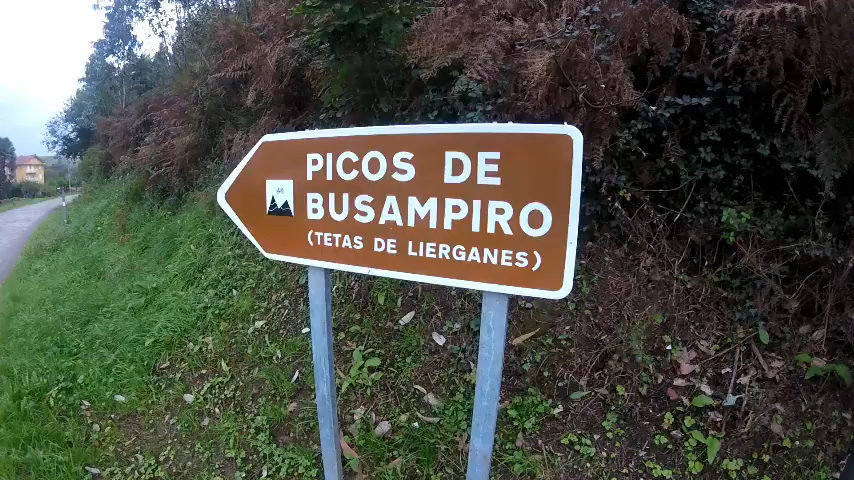 PICOS DE
BUSAMPIRO
(TETAS DE LIERGANES)